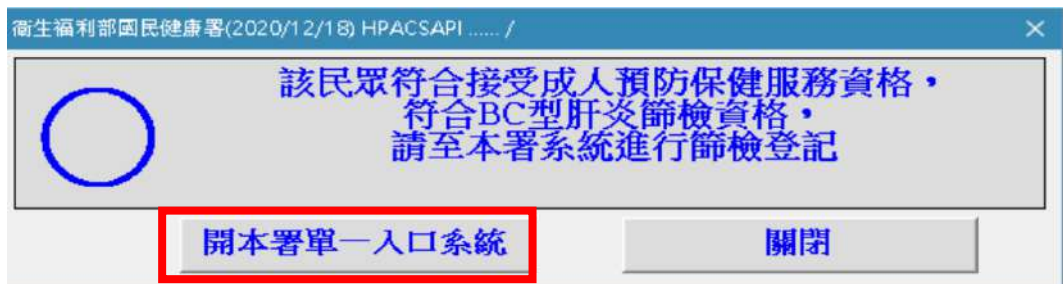 衛生福利部國民健康署(2020/12/18) HPACSAPI ...... /
該民眾符合接受成人預防保健服務資格，
符合BC型肝炎篩檢資格，
請至本署系統進行篩檢登記
開本署單一入口系統
關閉